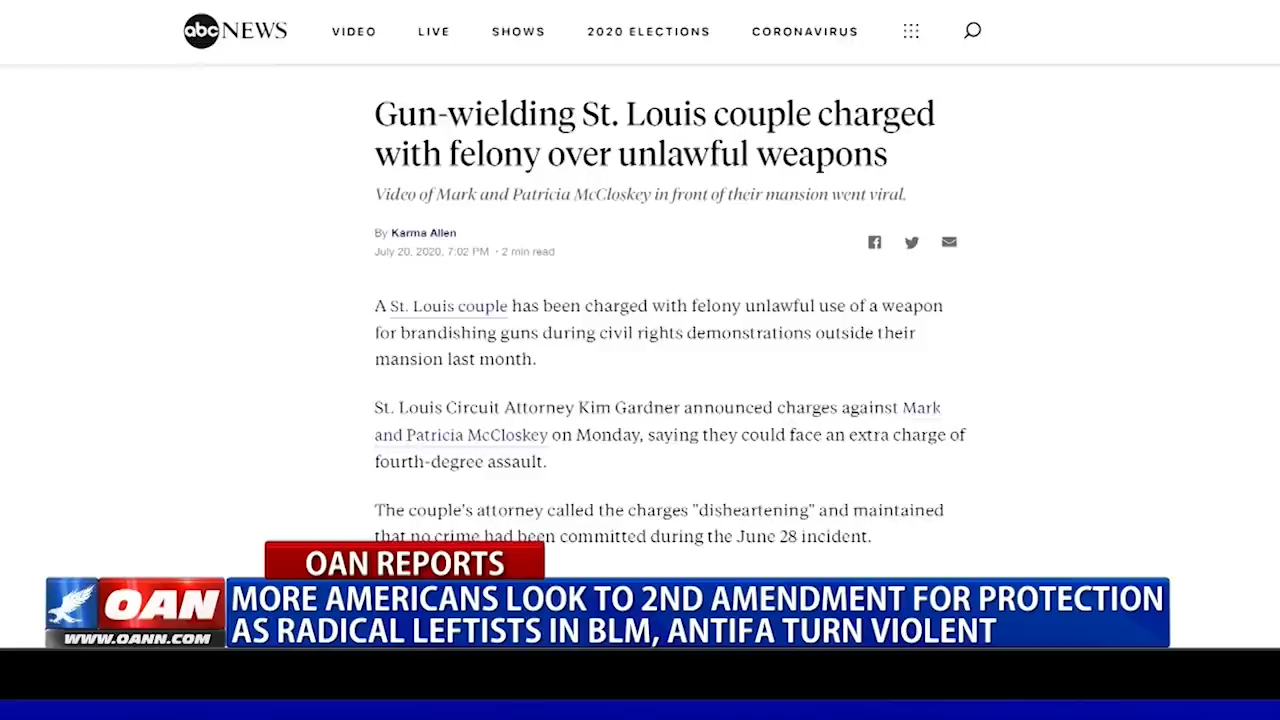 abc NEWS VIDEO LIVE SHOWS 2020 ELECTIONS CORONAVIRUS
Gun-wielding St. Louis couple charged
with felony over unlawful weapons
Video of Mark and Patricia McCloskey in front of their mansion went viral.
By Karma Allen
July 20, 2020, 7:02 PM • 2 min read
A St. Louis couple has been charged with felony unlawful use of a weapon
for brandishing guns during civil rights demonstrations outside their
mansion last month.
St. Louis Circuit Attorney Kim Gardner announced charges against Mark
and Patricia McCloskey on Monday, saying they could face an extra charge of
fourth-degree assault.
The couple's attorney called the charges "disheartening" and maintained
that no crime had been committed during the June 28 incident.
OAN REPORTS
OAN
WWW.OANN.COM
MORE AMERICANS LOOK TO 2ND AMENDMENT FOR PROTECTION
AS RADICAL LEFTISTS IN BLM, ANTIFA TURN VIOLENT